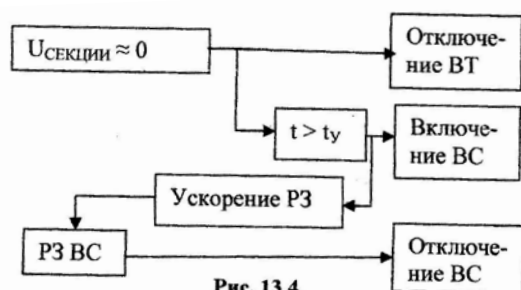 UСЕКЦИИ ≈ 0
Отключе-
ние ВТ
t > tУ
Включе-
ние ВС
Ускорение РЗ
РЗ ВС
Отключе-
ние ВС
Рис. 13.4